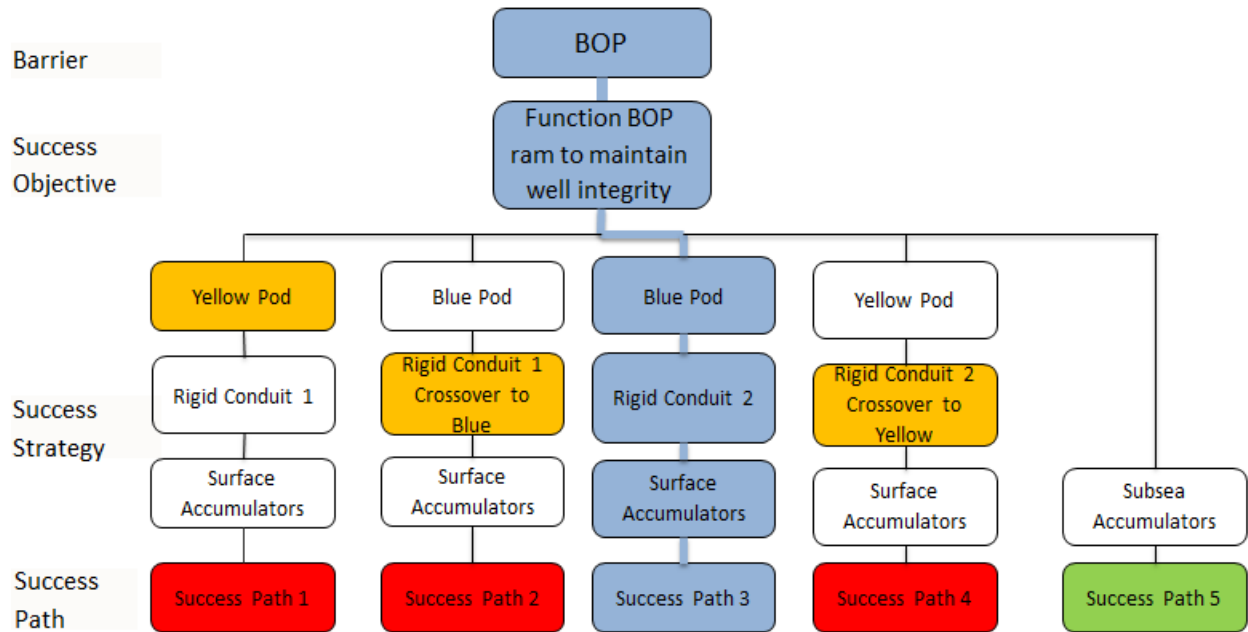 BOP
Barrier
Function BOP
ram to maintain
well integrity
Success
Objective
Yellow Pod
Blue Pod
Blue Pod
Yellow Pod
Rigid Conduit 1
Rigid Conduit 1
Crossover to
Blue
Rigid Conduit 2
Rigid Conduit 2
Crossover to
Yellow
Success
Strategy
Surface
Accumulators
Surface
Accumulators
Surface
Accumulators
Surface
Accumulators
Subsea
Accumulators
Success
Path
Success Path 1
Success Path 2
Success Path 3
Success Path 4
Success Path 5